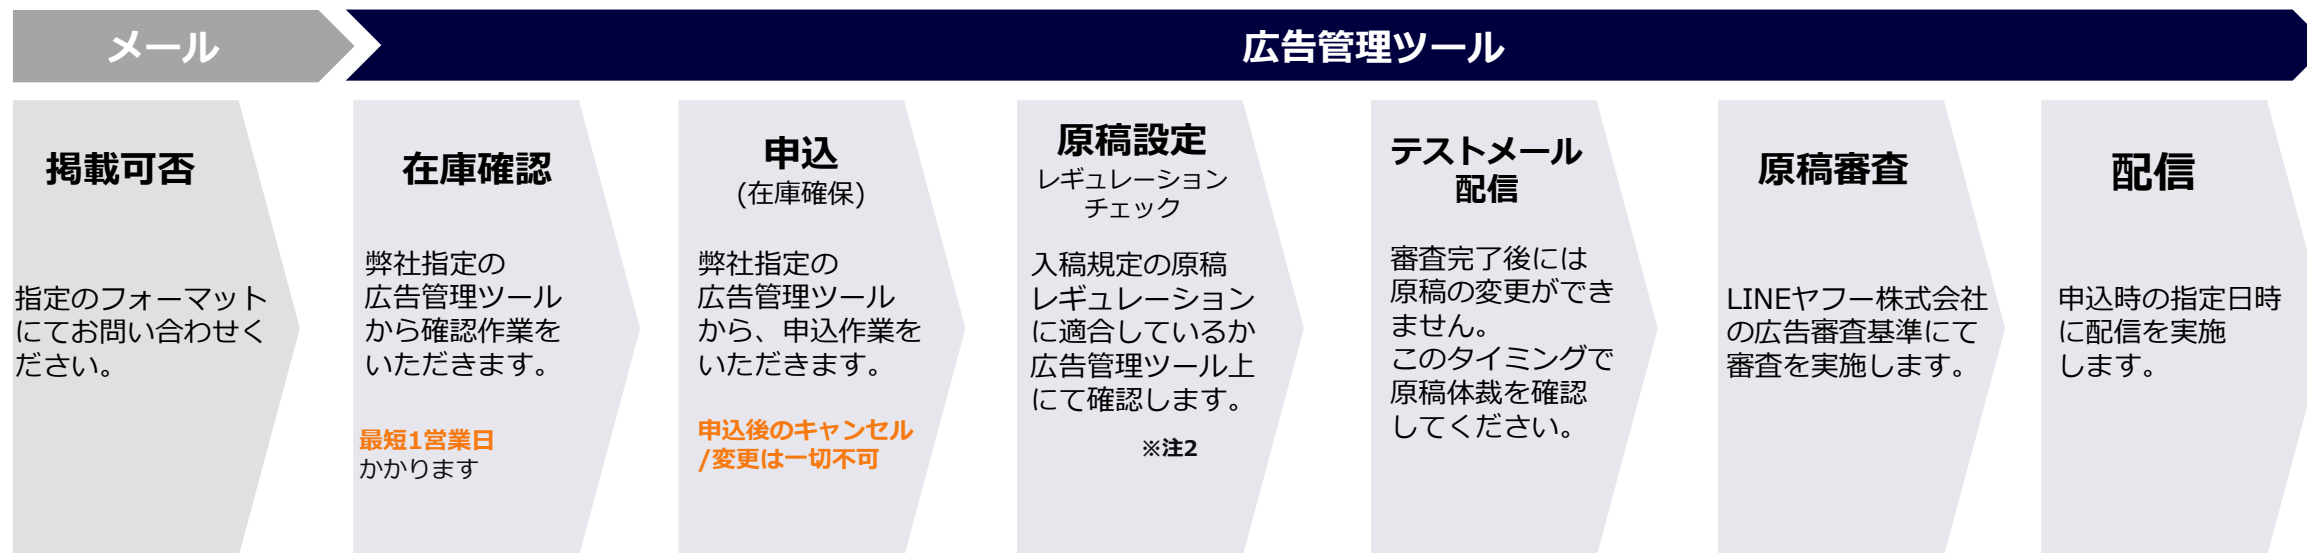 メール
広告管理ツール
掲載可否
指定のフォーマット
にてお問い合わせく
ださい。
在庫確認
弊社指定の
広告管理ツール
から確認作業を
いただきます。
最短1営業日
かかります
申込
(在庫確保)
弊社指定の
広告管理ツール
から、申込作業を
いただきます。
申込後のキャンセル
/変更は一切不可
原稿設定
レギュレーション
チェック
入稿規定の原稿
レギュレーション
に適合しているか
広告管理ツール上
にて確認します。
※注2
テストメール
配信
審査完了後には
原稿の変更ができ
ません。
このタイミングで
原稿体裁を確認
してください。
原稿審査
LINEヤフー株式会社
の広告審査基準にて
審査を実施します。
配信
申込時の指定日時
に配信を実施
します。